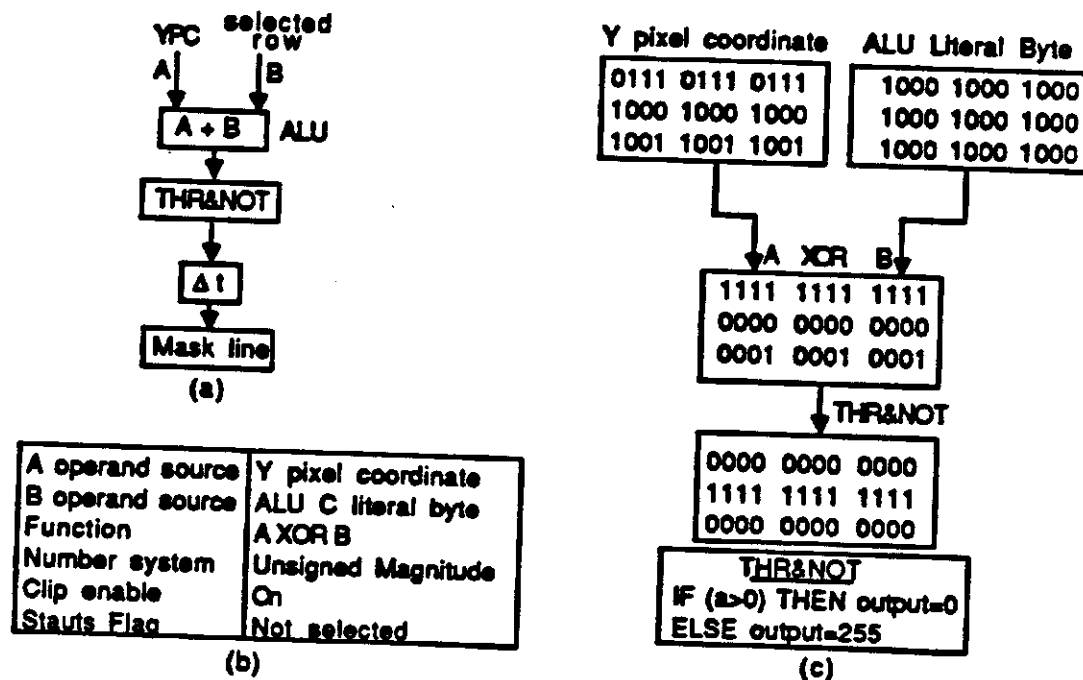 YPC
selected
row
A
B
A + B
ALU
THR&NOT
Δ t
Mask line
(a)
A operand source Y pixel coordinate
B operand source ALU C literal byte
Function A XOR B
Number system Unsigned Magnitude
Clip enable On
Stauts Flag Not selected
(b)
Y pixel coordinate
0111 0111 0111
1000 1000 1000
1001 1001 1001
ALU Literal Byte
1000 1000 1000
1000 1000 1000
1000 1000 1000
A XOR B
1111 1111 1111
0000 0000 0000
0001 0001 0001
THR&NOT
0000 0000 0000
1111 1111 1111
0000 0000 0000
THR&NOT
IF (a>0) THEN output=0
ELSE output=255
(c)